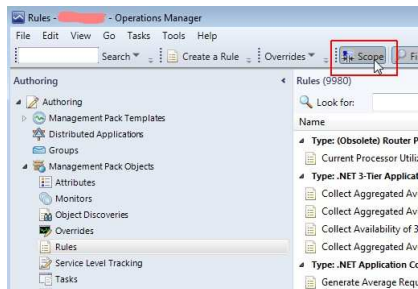 Rules - - Operations Manager
File Edit View Go Tasks Tools Help
Search Create a Rule Overrides Scope Fi
Authoring
Rules (9980)
Authoring
Management Pack Templates
Distributed Applications
Groups
Management Pack Objects
Attributes
Monitors
Object Discoveries
Overrides
Rules
Service Level Tracking
Tasks
Look for:
Name
Type: (Obsolete) Router P
Current Processor Utiliz
Type: .NET 3-Tier Applicat
Collect Aggregated Av
Collect Aggregated Av
Collect Availability of 3
Collect Aggregated Ave
Type: .NET Application Co
Generate Average Requ